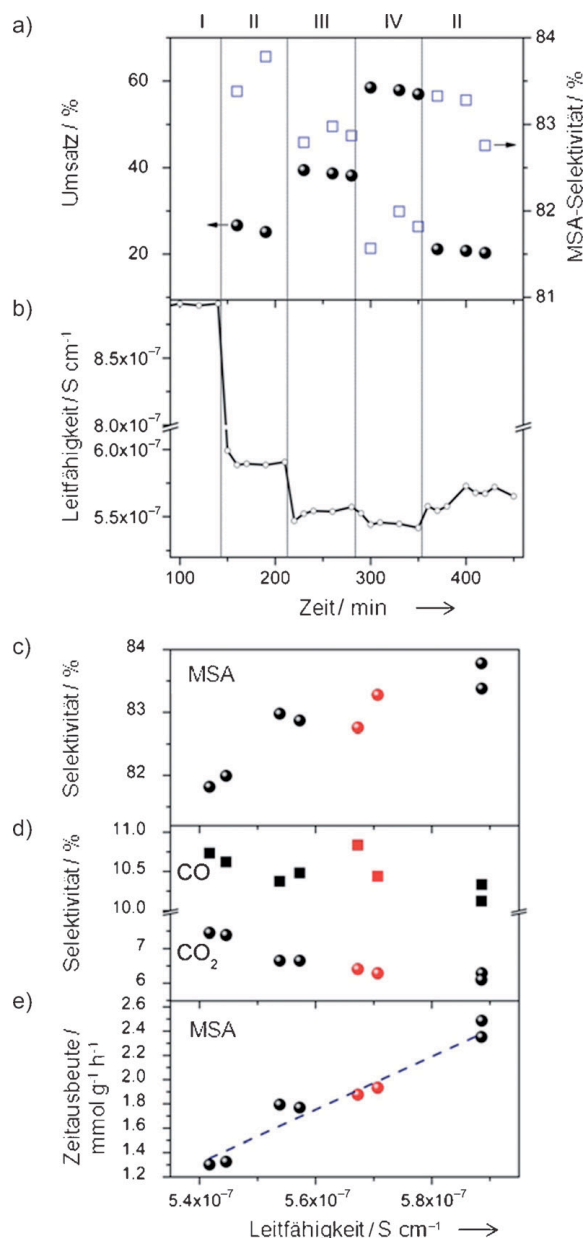 a)
I II III IV II
Umsatz / %
60
40
20
MSA-Selektivität / %
84
83
82
81
b)
Leitfähigkeit / S cm⁻¹
8.5x10⁻⁷
8.0x10⁻⁷
6.0x10⁻⁷
5.5x10⁻⁷
100 200 300 400
Zeit / min
c)
Selektivität / %
84
83
82
MSA
d)
Selektivität / %
11.0
10.5
10.0
7
6
CO
CO₂
e)
Zeitausbeute /
mmol g⁻¹ h⁻¹
2.6
2.4
2.2
2.0
1.8
1.6
1.4
1.2
MSA
5.4x10⁻⁷ 5.6x10⁻⁷ 5.8x10⁻⁷
Leitfähigkeit / S cm⁻¹